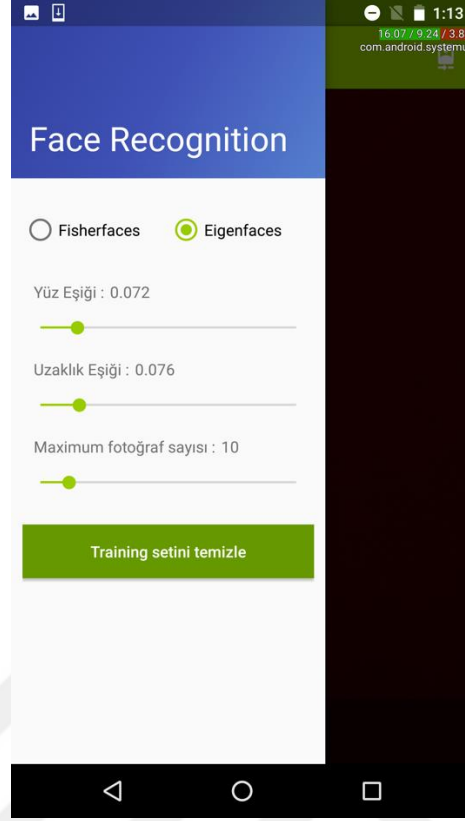 1:13
16.07 / 9.24 / 3.8
com.android.systemu
Face Recognition
Fisherfaces
Eigenfaces
Yüz Eşiği : 0.072
Uzaklık Eşiği : 0.076
Maximum fotoğraf sayısı : 10
Training setini temizle